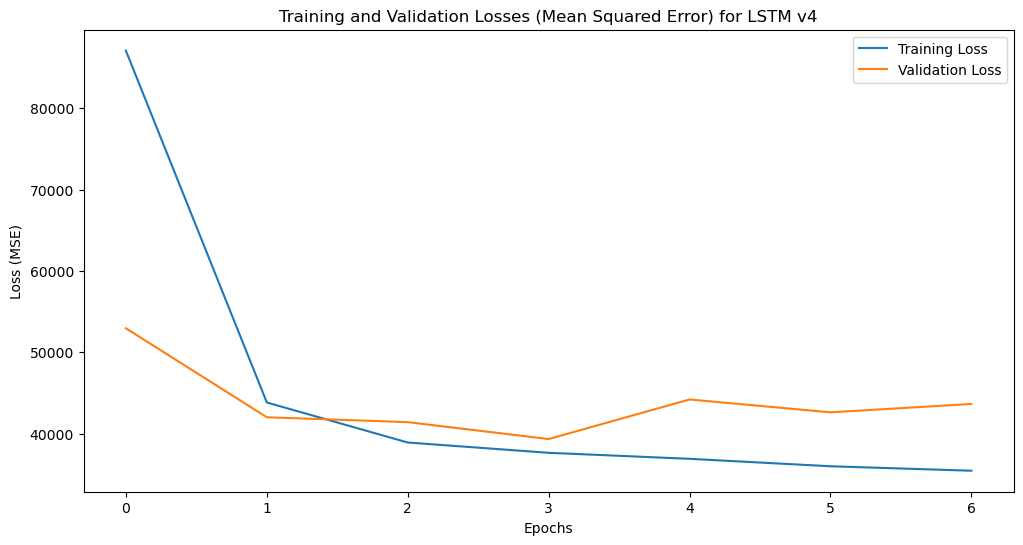 Training and Validation Losses (Mean Squared Error) for LSTM v4
Training Loss
Validation Loss
80000
70000
60000
50000
40000
Loss (MSE)
0 1 2 3 4 5 6
Epochs